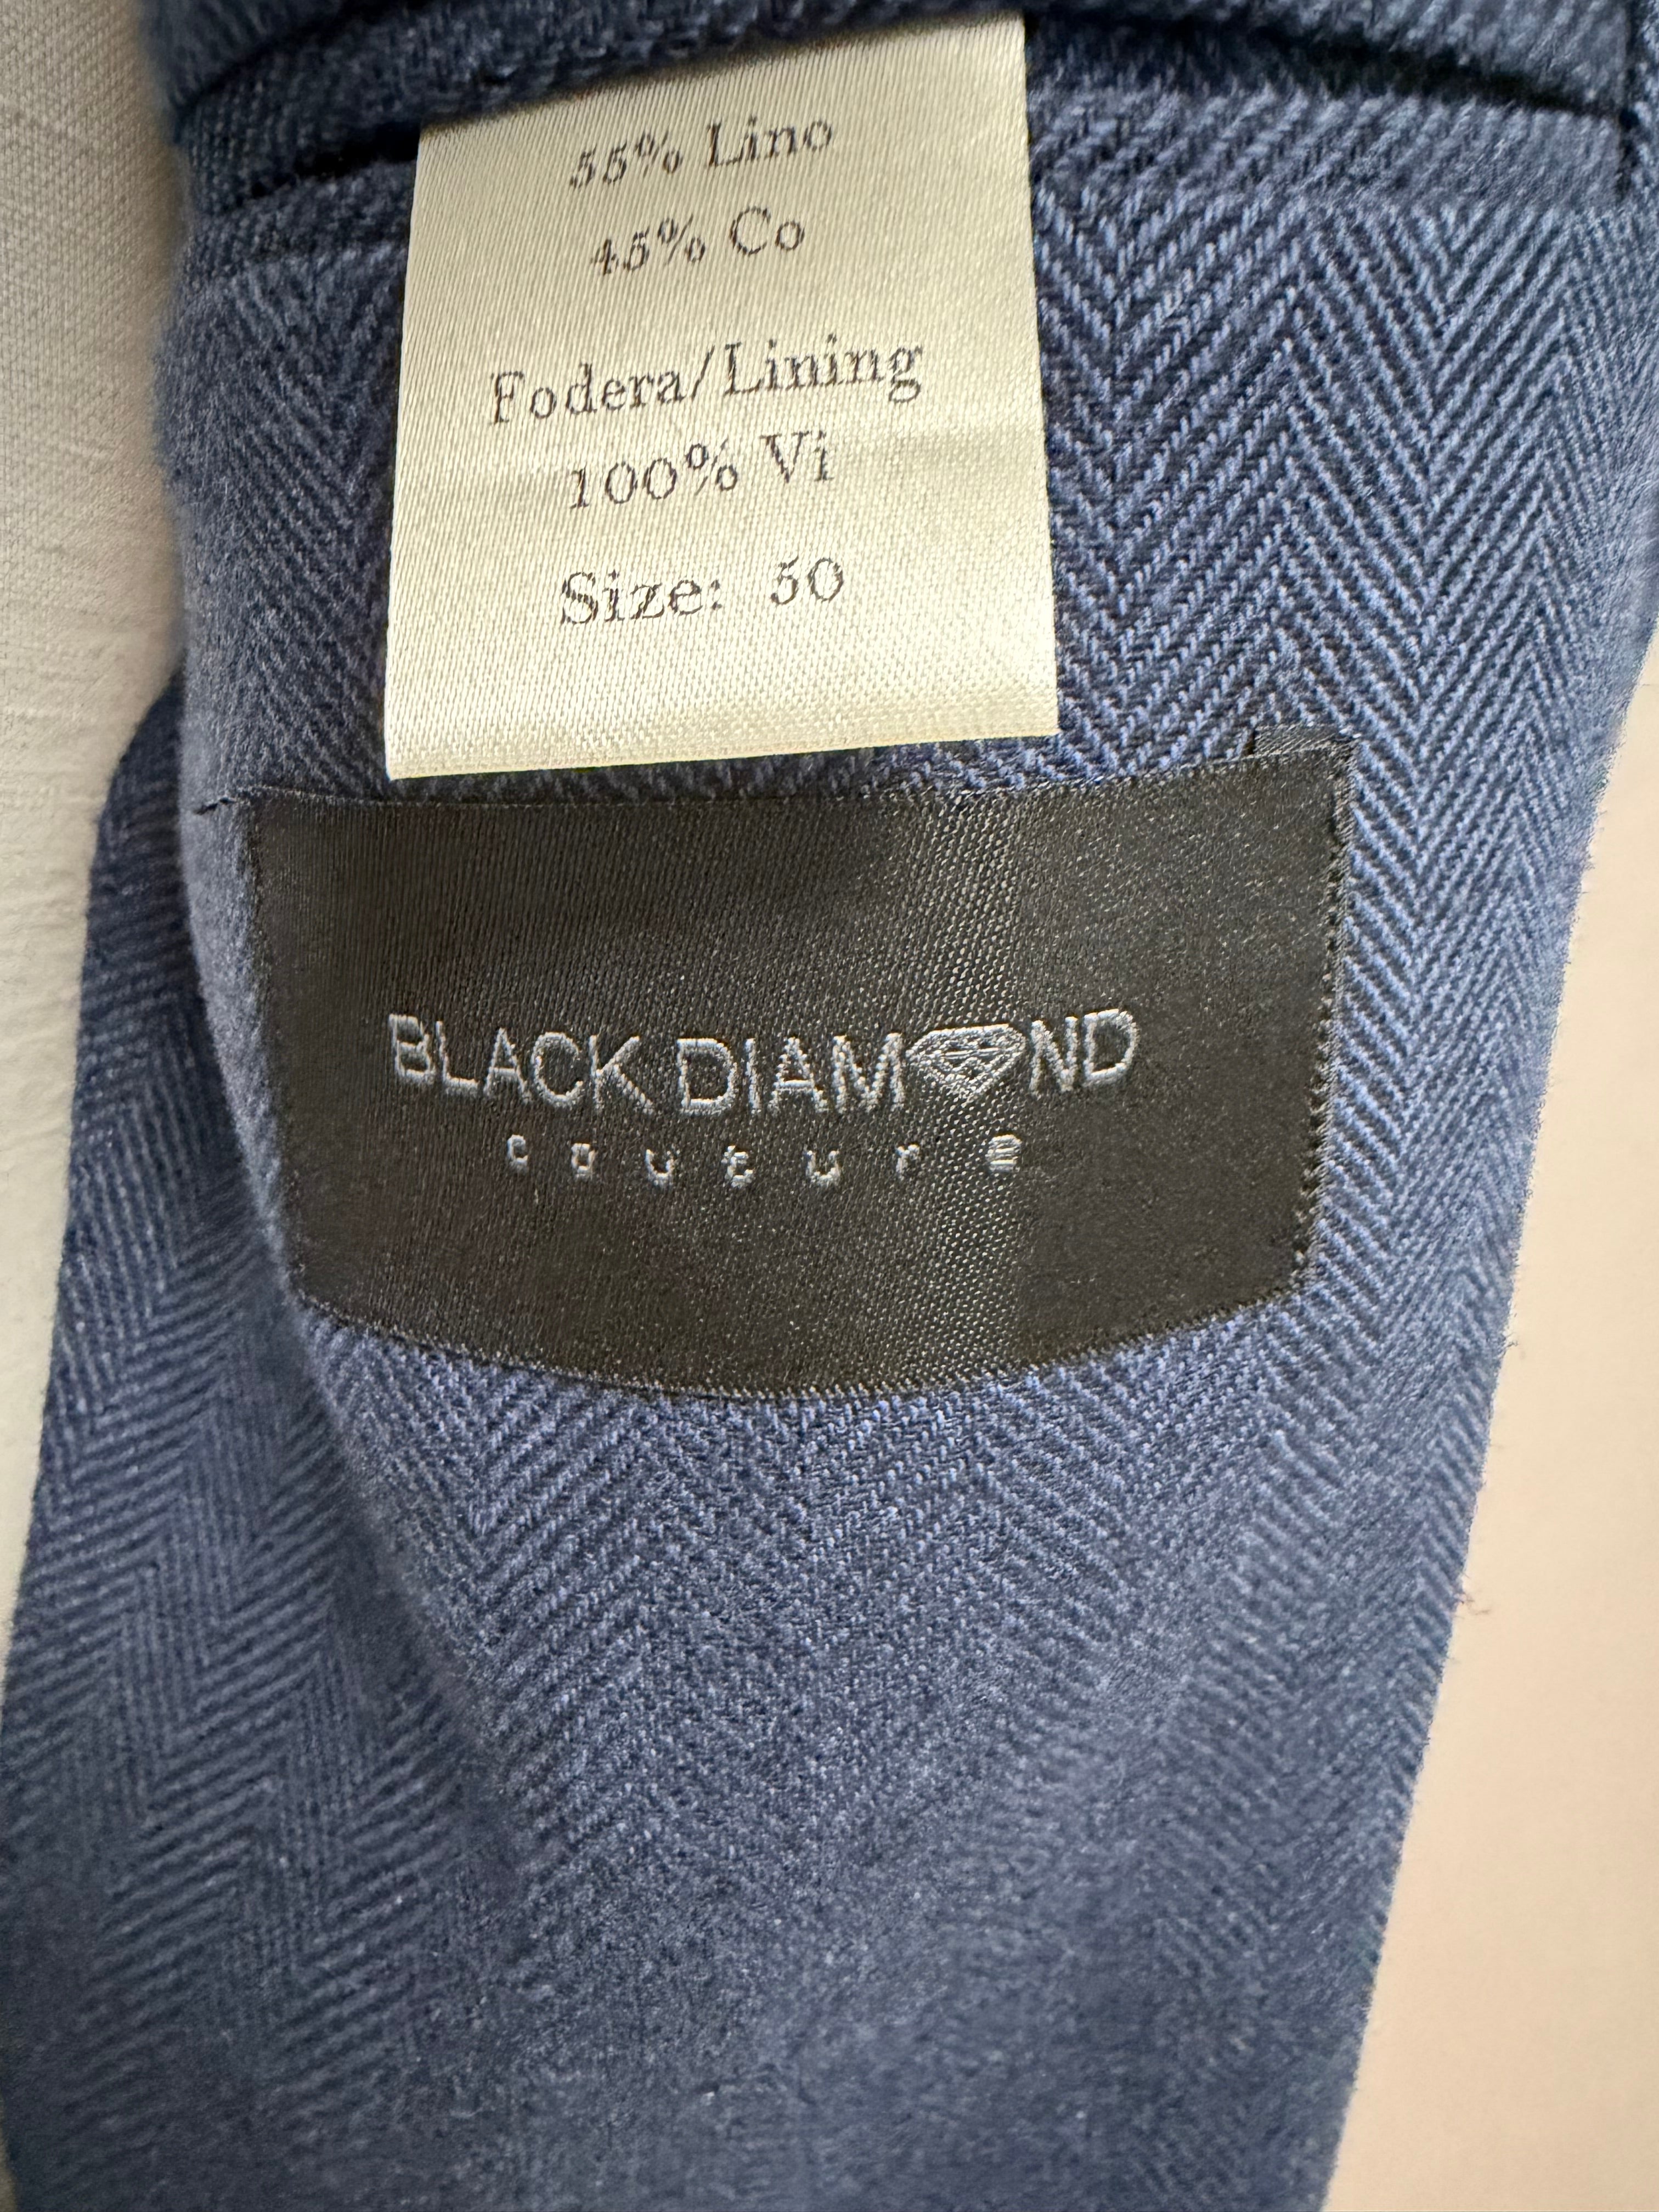 55% Lino
45% Co
Fodera/Lining
100% Vi
Size: 50
BLACK DIAMOND
couture